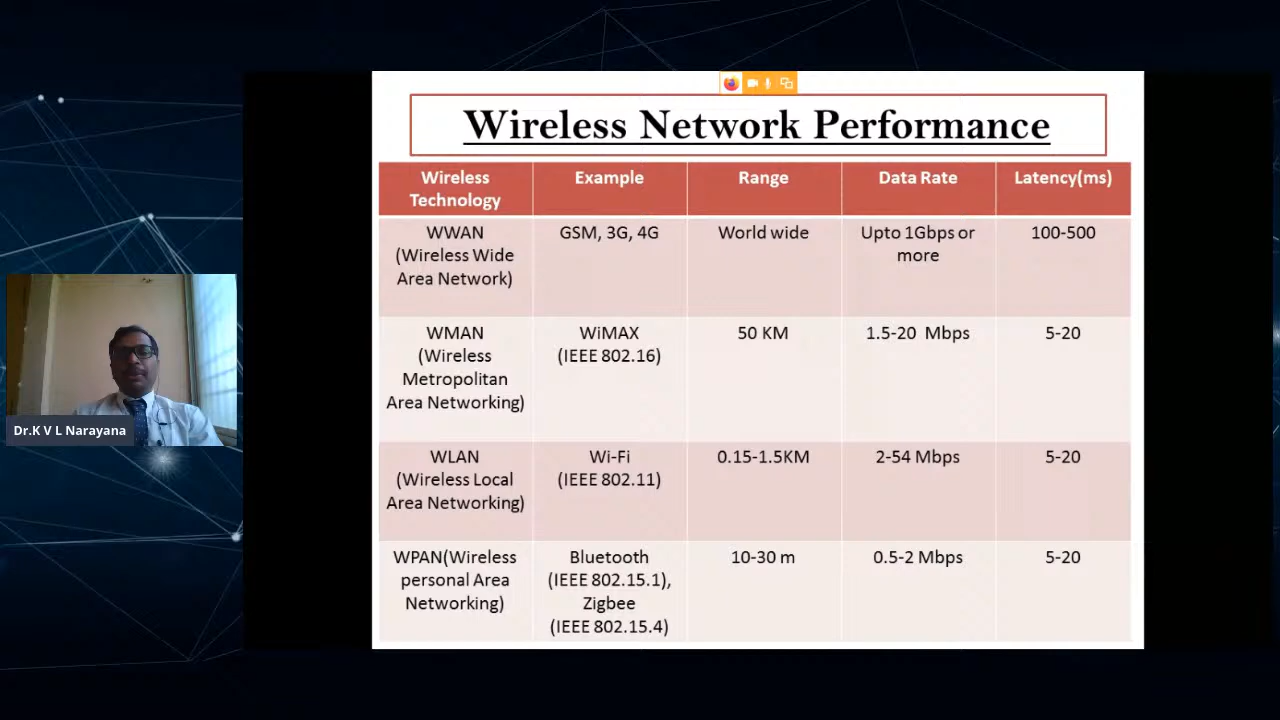 Wireless Network Performance
Wireless Technology | Example | Range | Data Rate | Latency(ms)
WWAN (Wireless Wide Area Network) | GSM, 3G, 4G | World wide | Upto 1Gbps or more | 100-500
WMAN (Wireless Metropolitan Area Networking) | WiMAX (IEEE 802.16) | 50 KM | 1.5-20 Mbps | 5-20
WLAN (Wireless Local Area Networking) | Wi-Fi (IEEE 802.11) | 0.15-1.5KM | 2-54 Mbps | 5-20
WPAN(Wireless personal Area Networking) | Bluetooth (IEEE 802.15.1), Zigbee (IEEE 802.15.4) | 10-30 m | 0.5-2 Mbps | 5-20
Dr.K V L Narayana